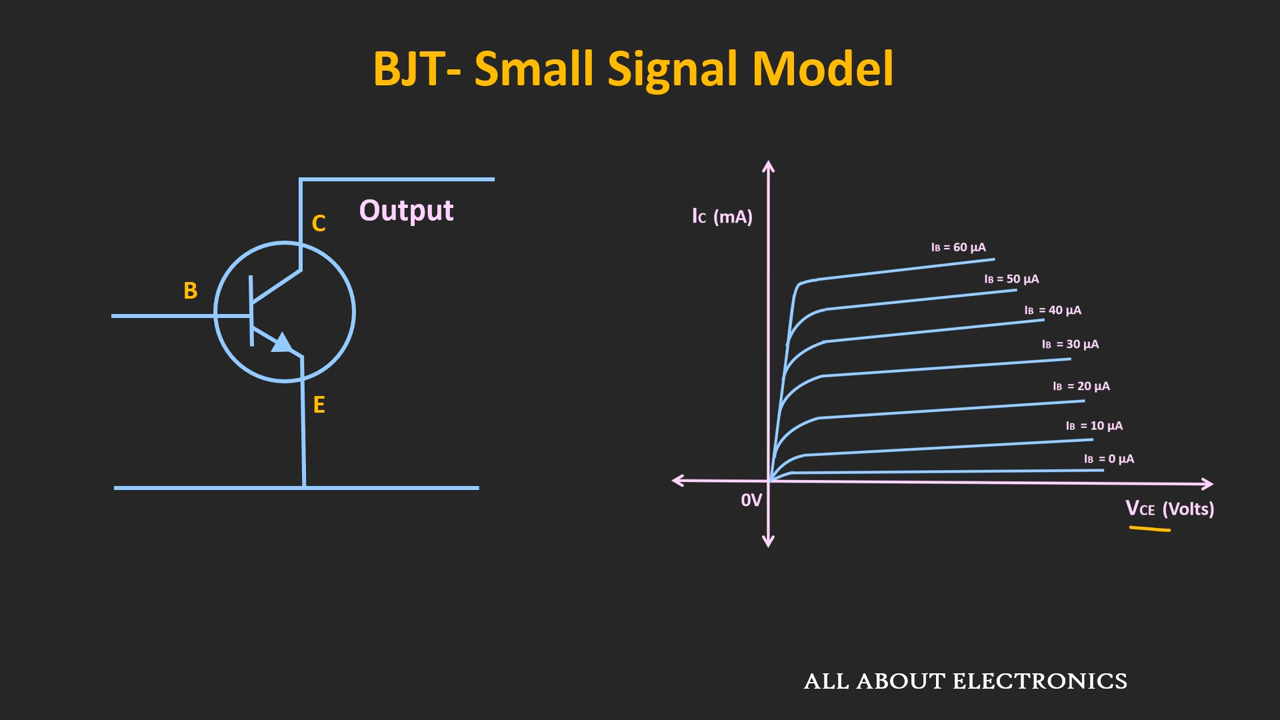 BJT- Small Signal Model
Output
C
B
E
IC (mA)
IB = 60 µA
IB = 50 µA
IB = 40 µA
IB = 30 µA
IB = 20 µA
IB = 10 µA
IB = 0 µA
0V
VCE (Volts)
ALL ABOUT ELECTRONICS